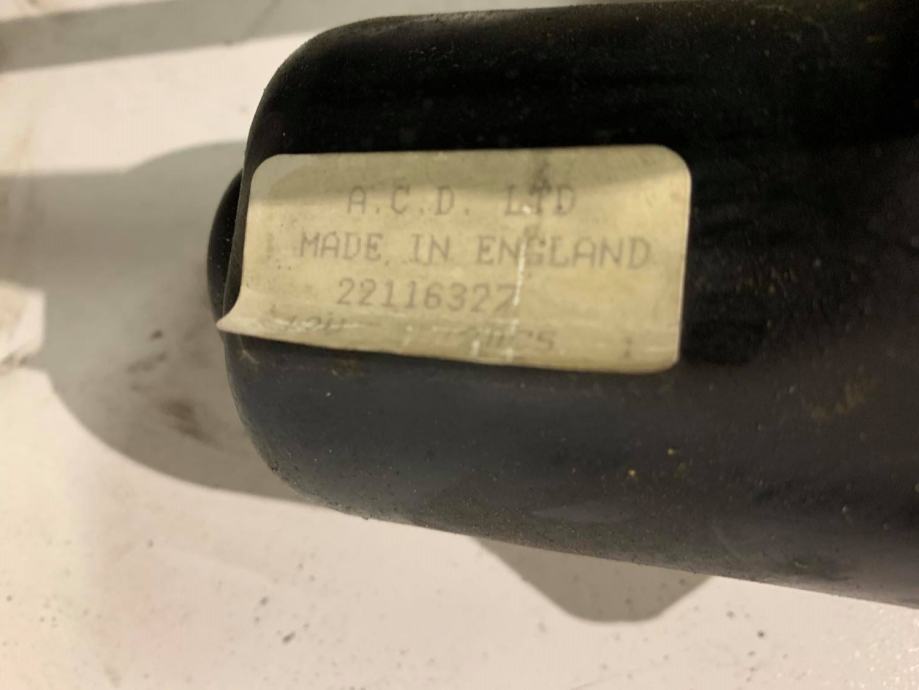 A.C.D. LTD
MADE IN ENGLAND
22116327